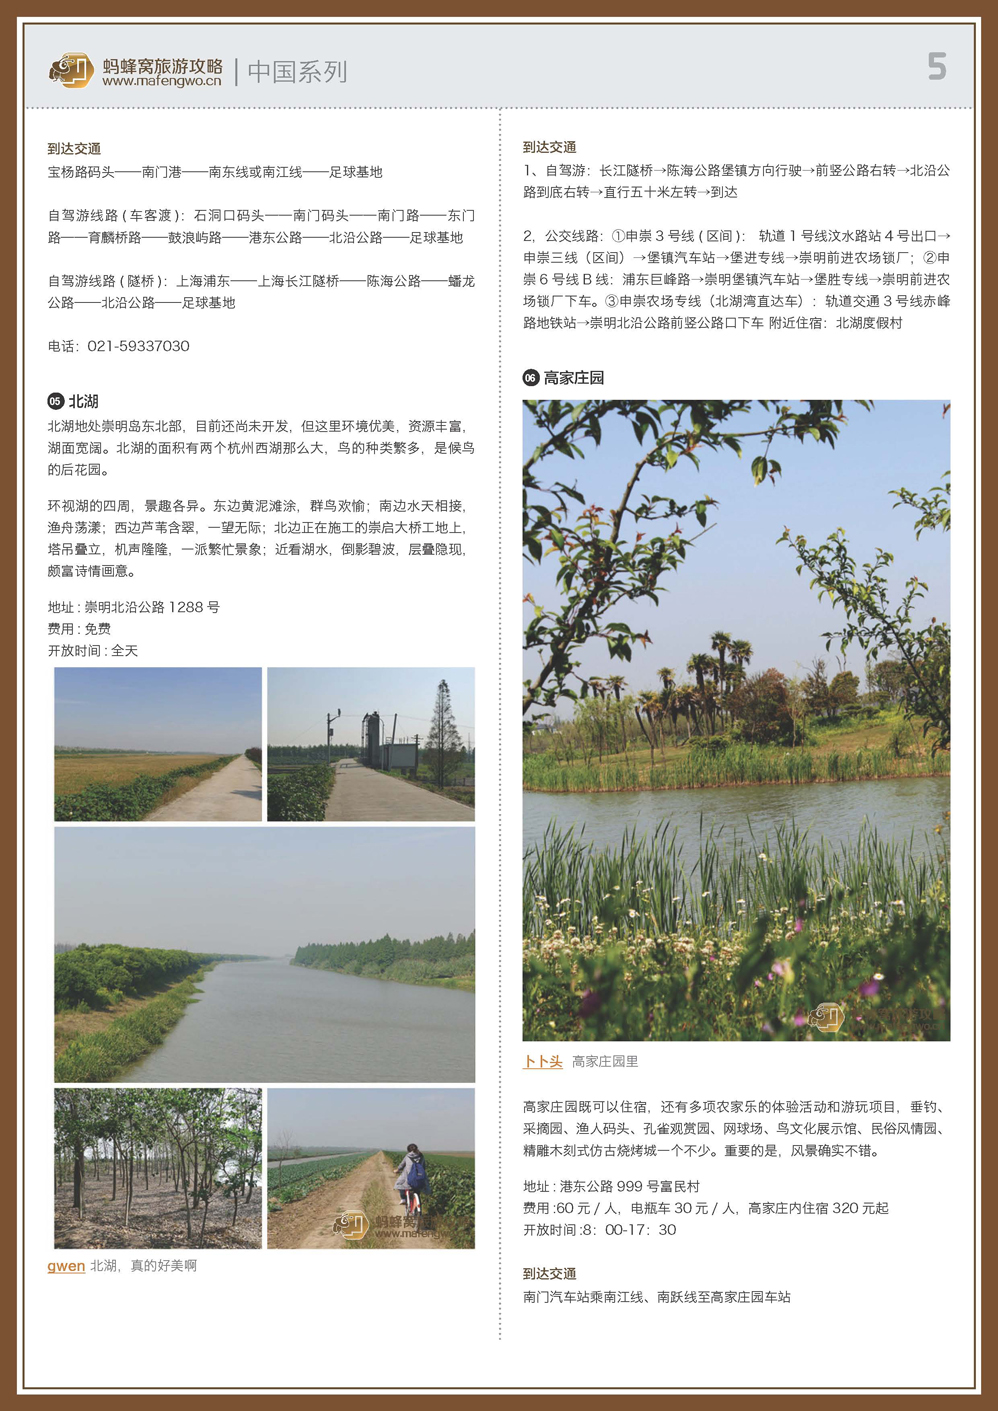 蚂蜂窝旅游攻略
www.mafengwo.cn
中国系列
5
到达交通
宝杨路码头——南门港——南东线或南江线——足球基地
自驾游线路 ( 车客渡 )：石洞口码头——南门码头——南门路——东门
路——育麟桥路——鼓浪屿路——港东公路——北沿公路——足球基地
自驾游线路 ( 隧桥 )：上海浦东——上海长江隧桥——陈海公路——蟠龙
公路——北沿公路——足球基地
电话：021-59337030
05 北湖
北湖地处崇明岛东北部，目前还尚未开发，但这里环境优美，资源丰富，
湖面宽阔。北湖的面积有两个杭州西湖那么大，鸟的种类繁多，是候鸟
的后花园。
环视湖的四周，景趣各异。东边黄泥滩涂，群鸟欢愉；南边水天相接，
渔舟荡漾；西边芦苇含翠，一望无际；北边正在施工的崇启大桥工地上，
塔吊叠立，机声隆隆，一派繁忙景象；近看湖水，倒影碧波，层叠隐现，
颇富诗情画意。
地址 : 崇明北沿公路 1288 号
费用 : 免费
开放时间 : 全天
蚂蜂窝
www.mafengwo
gwen 北湖，真的好美啊
到达交通
1、自驾游：长江隧桥→陈海公路堡镇方向行驶→前竖公路右转→北沿公
路到底右转→直行五十米左转→到达
2，公交线路：①申崇 3 号线 ( 区间 )： 轨道 1 号线汶水路站 4 号出口→
申崇三线（区间）→堡镇汽车站→堡进专线→崇明前进农场锁厂；②申
崇 6 号线 B 线：浦东巨峰路→崇明堡镇汽车站→堡胜专线→崇明前进农
场锁厂下车。③申崇农场专线（北湖湾直达车）：轨道交通 3 号线赤峰
路地铁站→崇明北沿公路前竖公路口下车 附近住宿：北湖度假村
06 高家庄园
卜卜头 高家庄园里
高家庄园既可以住宿，还有多项农家乐的体验活动和游玩项目，垂钓、
采摘园、渔人码头、孔雀观赏园、网球场、鸟文化展示馆、民俗风情园、
精雕木刻式仿古烧烤城一个不少。重要的是，风景确实不错。
地址 : 港东公路 999 号富民村
费用 :60 元 / 人，电瓶车 30 元 / 人，高家庄内住宿 320 元起
开放时间 :8：00-17：30
到达交通
南门汽车站乘南江线、南跃线至高家庄园车站